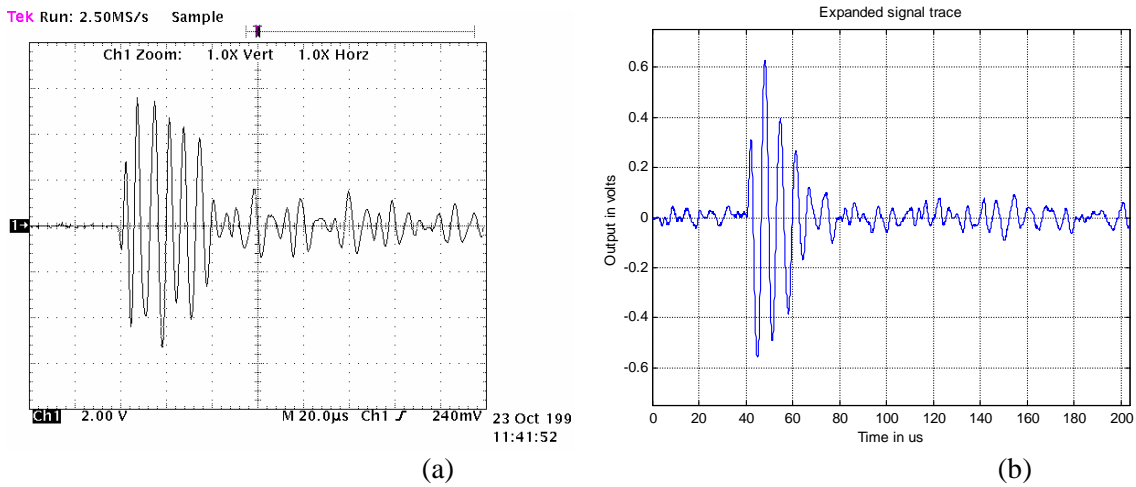 Tek Run: 2.50MS/s Sample
Ch1 Zoom: 1.0X Vert 1.0X Horz
1→
Ch1 2.00 V M 20.0µs Ch1 240mV
23 Oct 199
11:41:52
(a)
Expanded signal trace
Output in volts
0.6
0.4
0.2
0
-0.2
-0.4
-0.6
0 20 40 60 80 100 120 140 160 180 200
Time in us
(b)